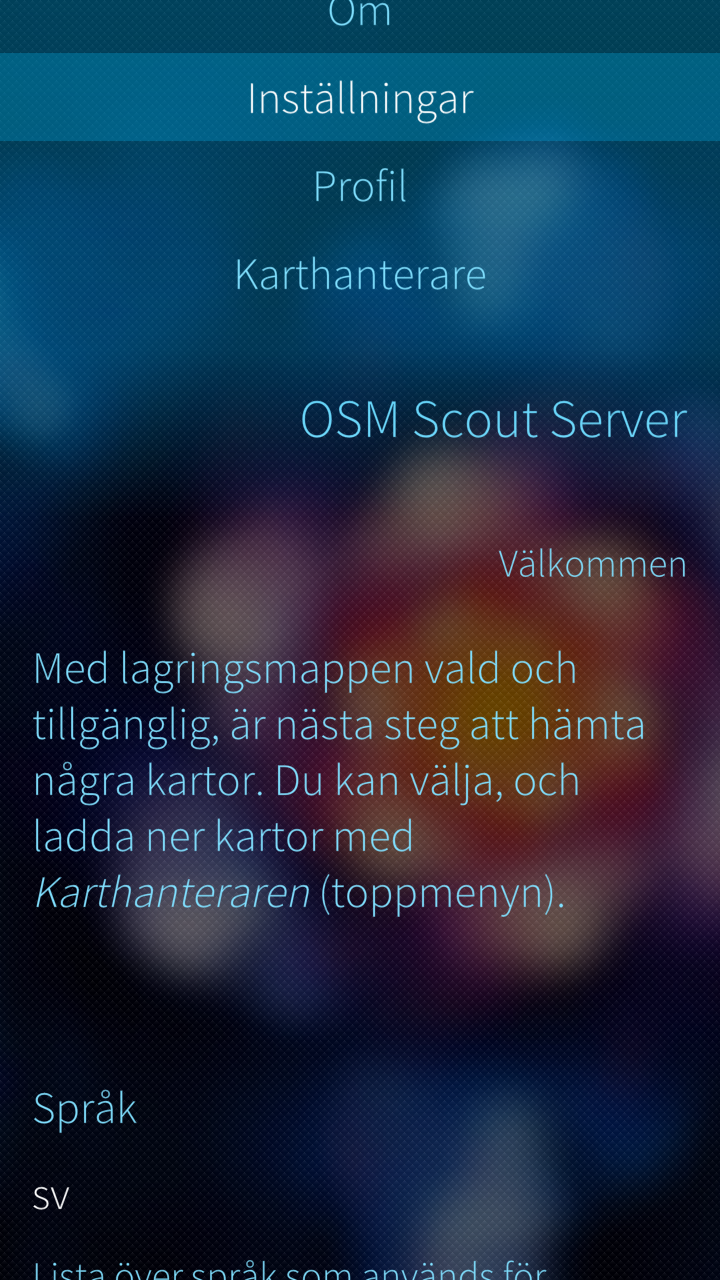 Om
Inställningar
Profil
Karthanterare
OSM Scout Server
Välkommen
Med lagringsmappen vald och
tillgänglig, är nästa steg att hämta
några kartor. Du kan välja, och
ladda ner kartor med
Karthanteraren (toppmenyn).
Språk
sv
Lista över språk som används för